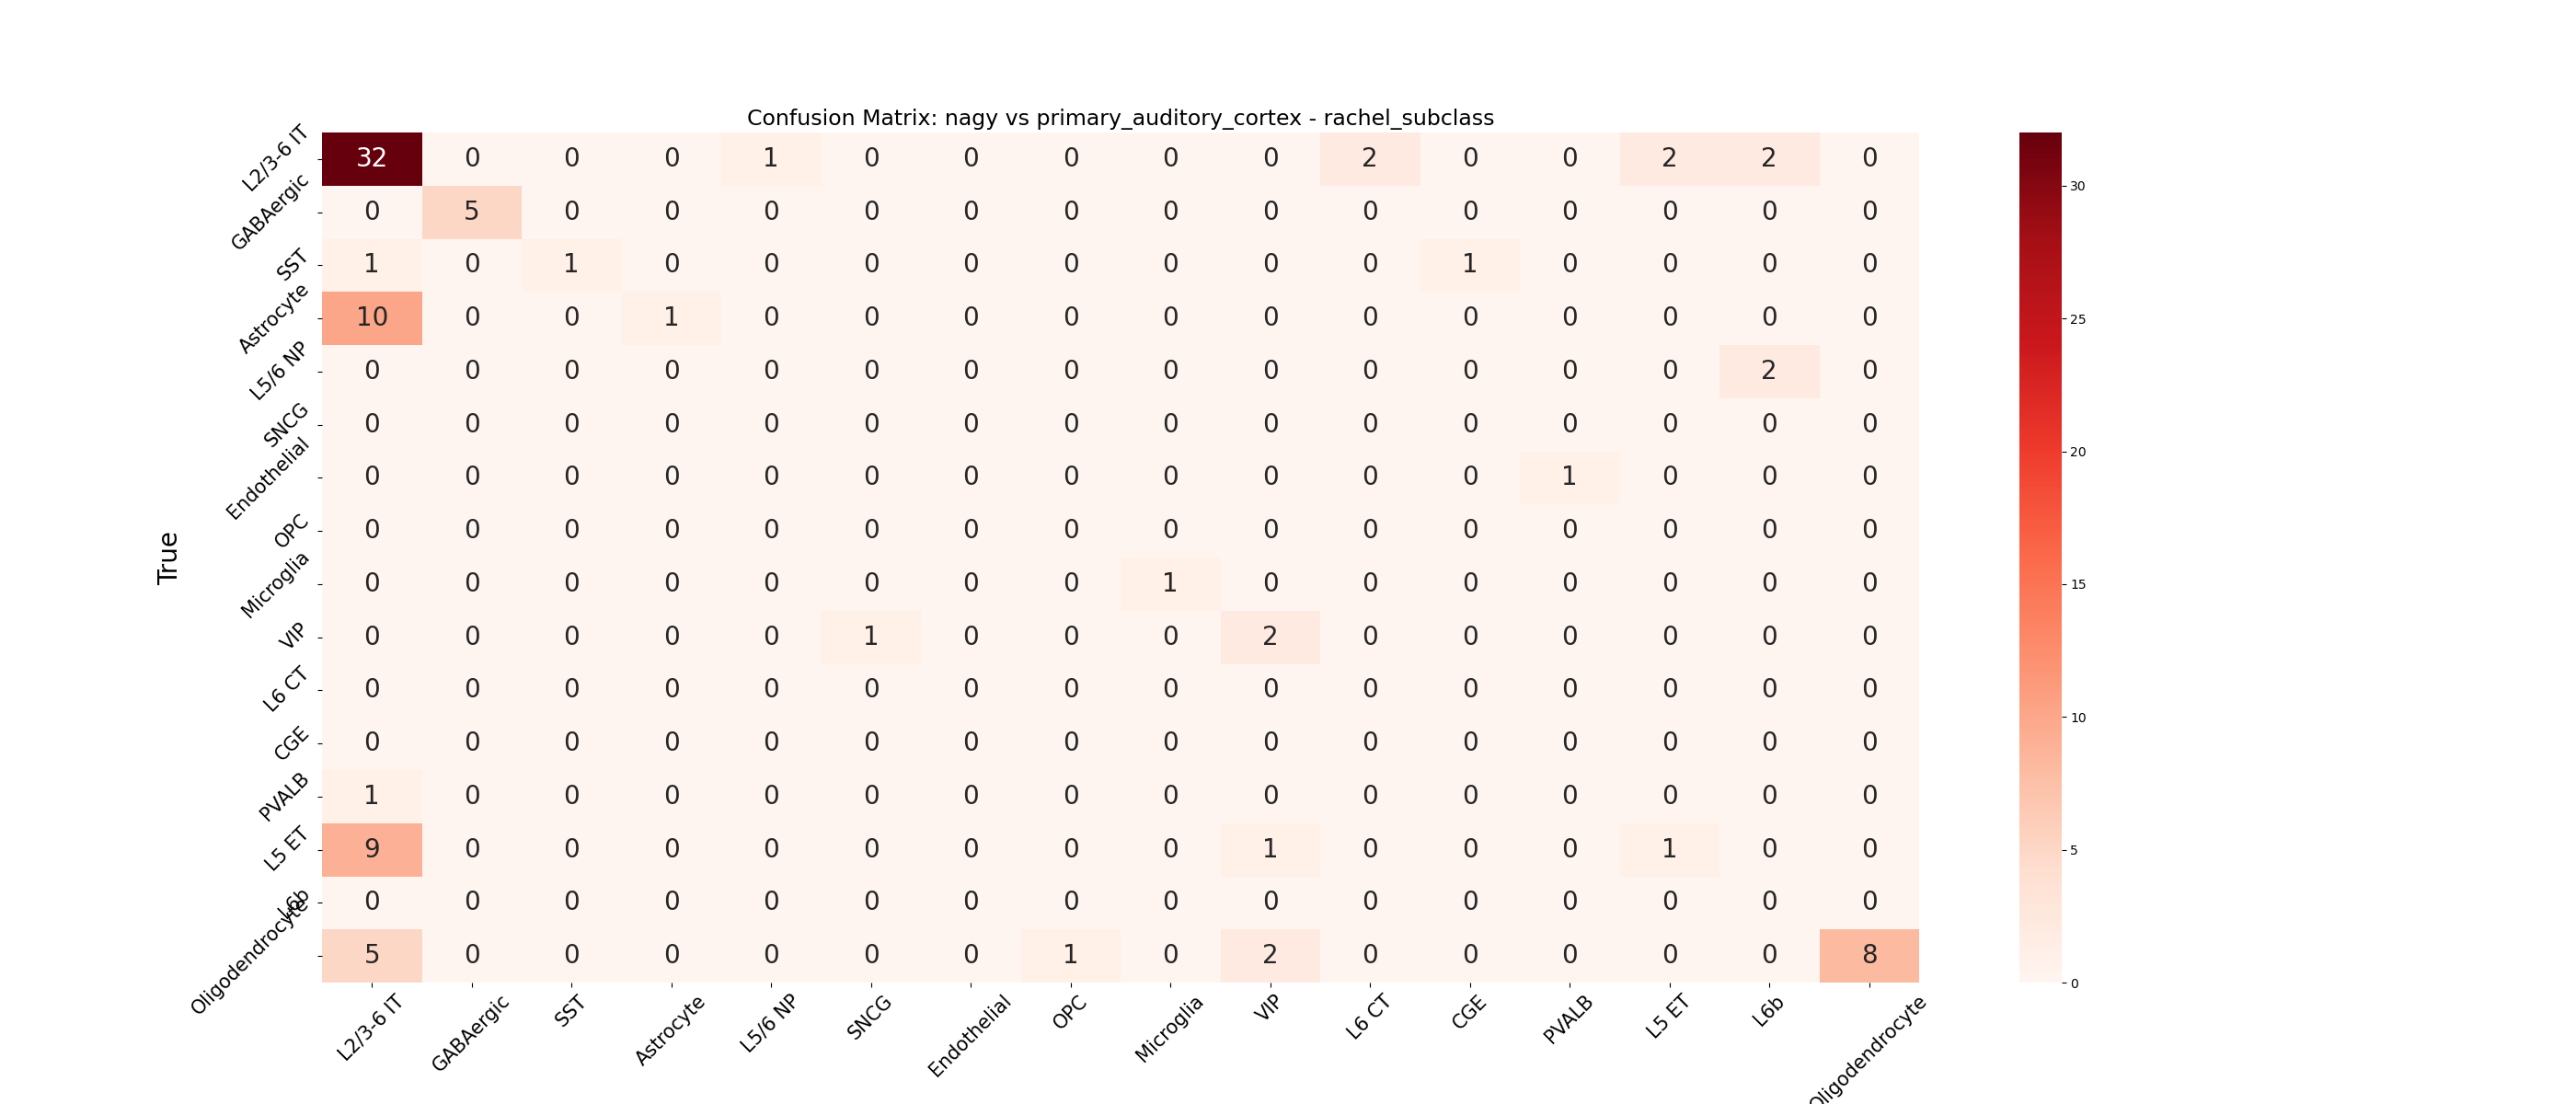 Confusion Matrix: nagy vs primary_auditory_cortex - rachel_subclass
True
L2/3-6 IT 32 0 0 0 1 0 0 0 0 0 2 0 0 2 2 0
GABAergic 0 5 0 0 0 0 0 0 0 0 0 0 0 0 0 0
SST 1 0 1 0 0 0 0 0 0 0 0 1 0 0 0 0
Astrocyte 10 0 0 1 0 0 0 0 0 0 0 0 0 0 0 0
L5/6 NP 0 0 0 0 0 0 0 0 0 0 0 0 0 0 2 0
SNCG 0 0 0 0 0 0 0 0 0 0 0 0 0 0 0 0
Endothelial 0 0 0 0 0 0 0 0 0 0 0 0 1 0 0 0
OPC 0 0 0 0 0 0 0 0 0 0 0 0 0 0 0 0
Microglia 0 0 0 0 0 0 0 0 1 0 0 0 0 0 0 0
VIP 0 0 0 0 0 1 0 0 0 2 0 0 0 0 0 0
L6 CT 0 0 0 0 0 0 0 0 0 0 0 0 0 0 0 0
CGE 0 0 0 0 0 0 0 0 0 0 0 0 0 0 0 0
PVALB 1 0 0 0 0 0 0 0 0 0 0 0 0 0 0 0
L5 ET 9 0 0 0 0 0 0 0 0 1 0 0 0 1 0 0
L6b 0 0 0 0 0 0 0 0 0 0 0 0 0 0 0 0
Oligodendrocyte 5 0 0 0 0 0 0 1 0 2 0 0 0 0 0 8
L2/3-6 IT GABAergic SST Astrocyte L5/6 NP SNCG Endothelial OPC Microglia VIP L6 CT CGE PVALB L5 ET L6b Oligodendrocyte
30
25
20
15
10
5
0